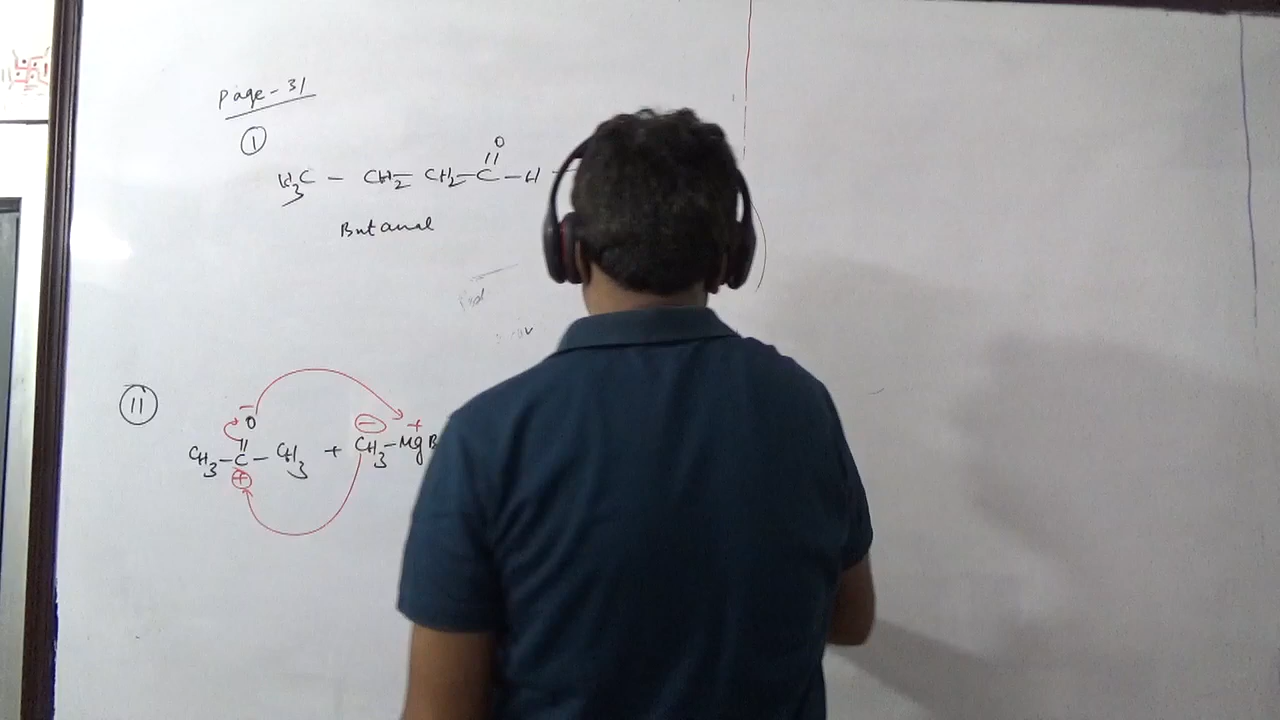 Page-31
①
O
H₃C - CH₂ - CH₂ - C - H
Butanal
⑪
O
CH₃ - C - CH₃ + CH₃ - Mg B